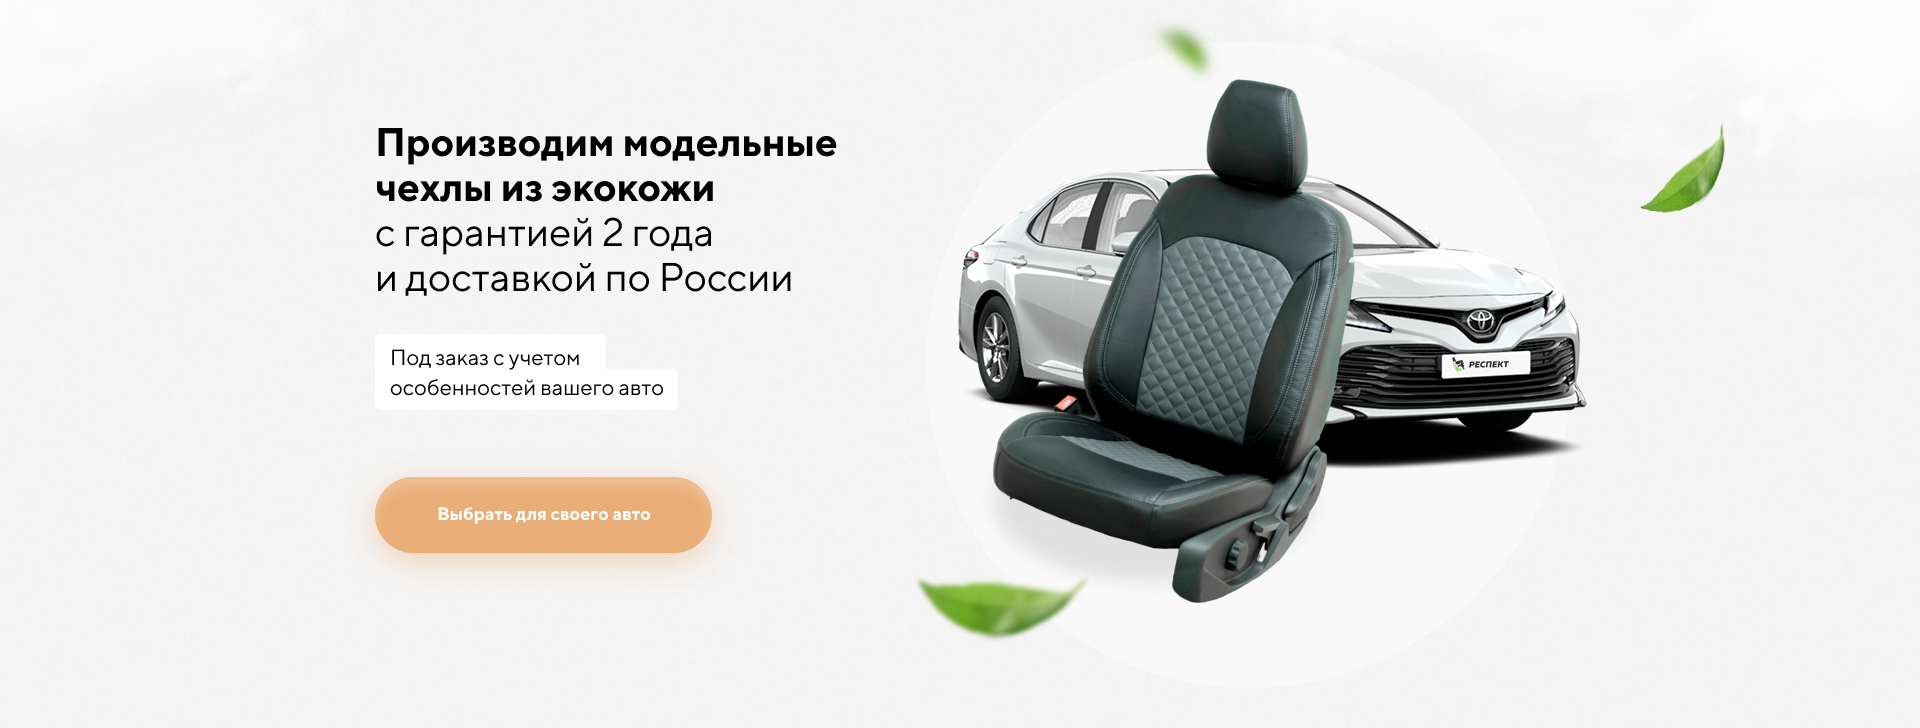 Производим модельные
чехлы из экокожи
с гарантией 2 года
и доставкой по России
Под заказ с учетом
особенностей вашего авто
Выбрать для своего авто
РЕСПЕКТ